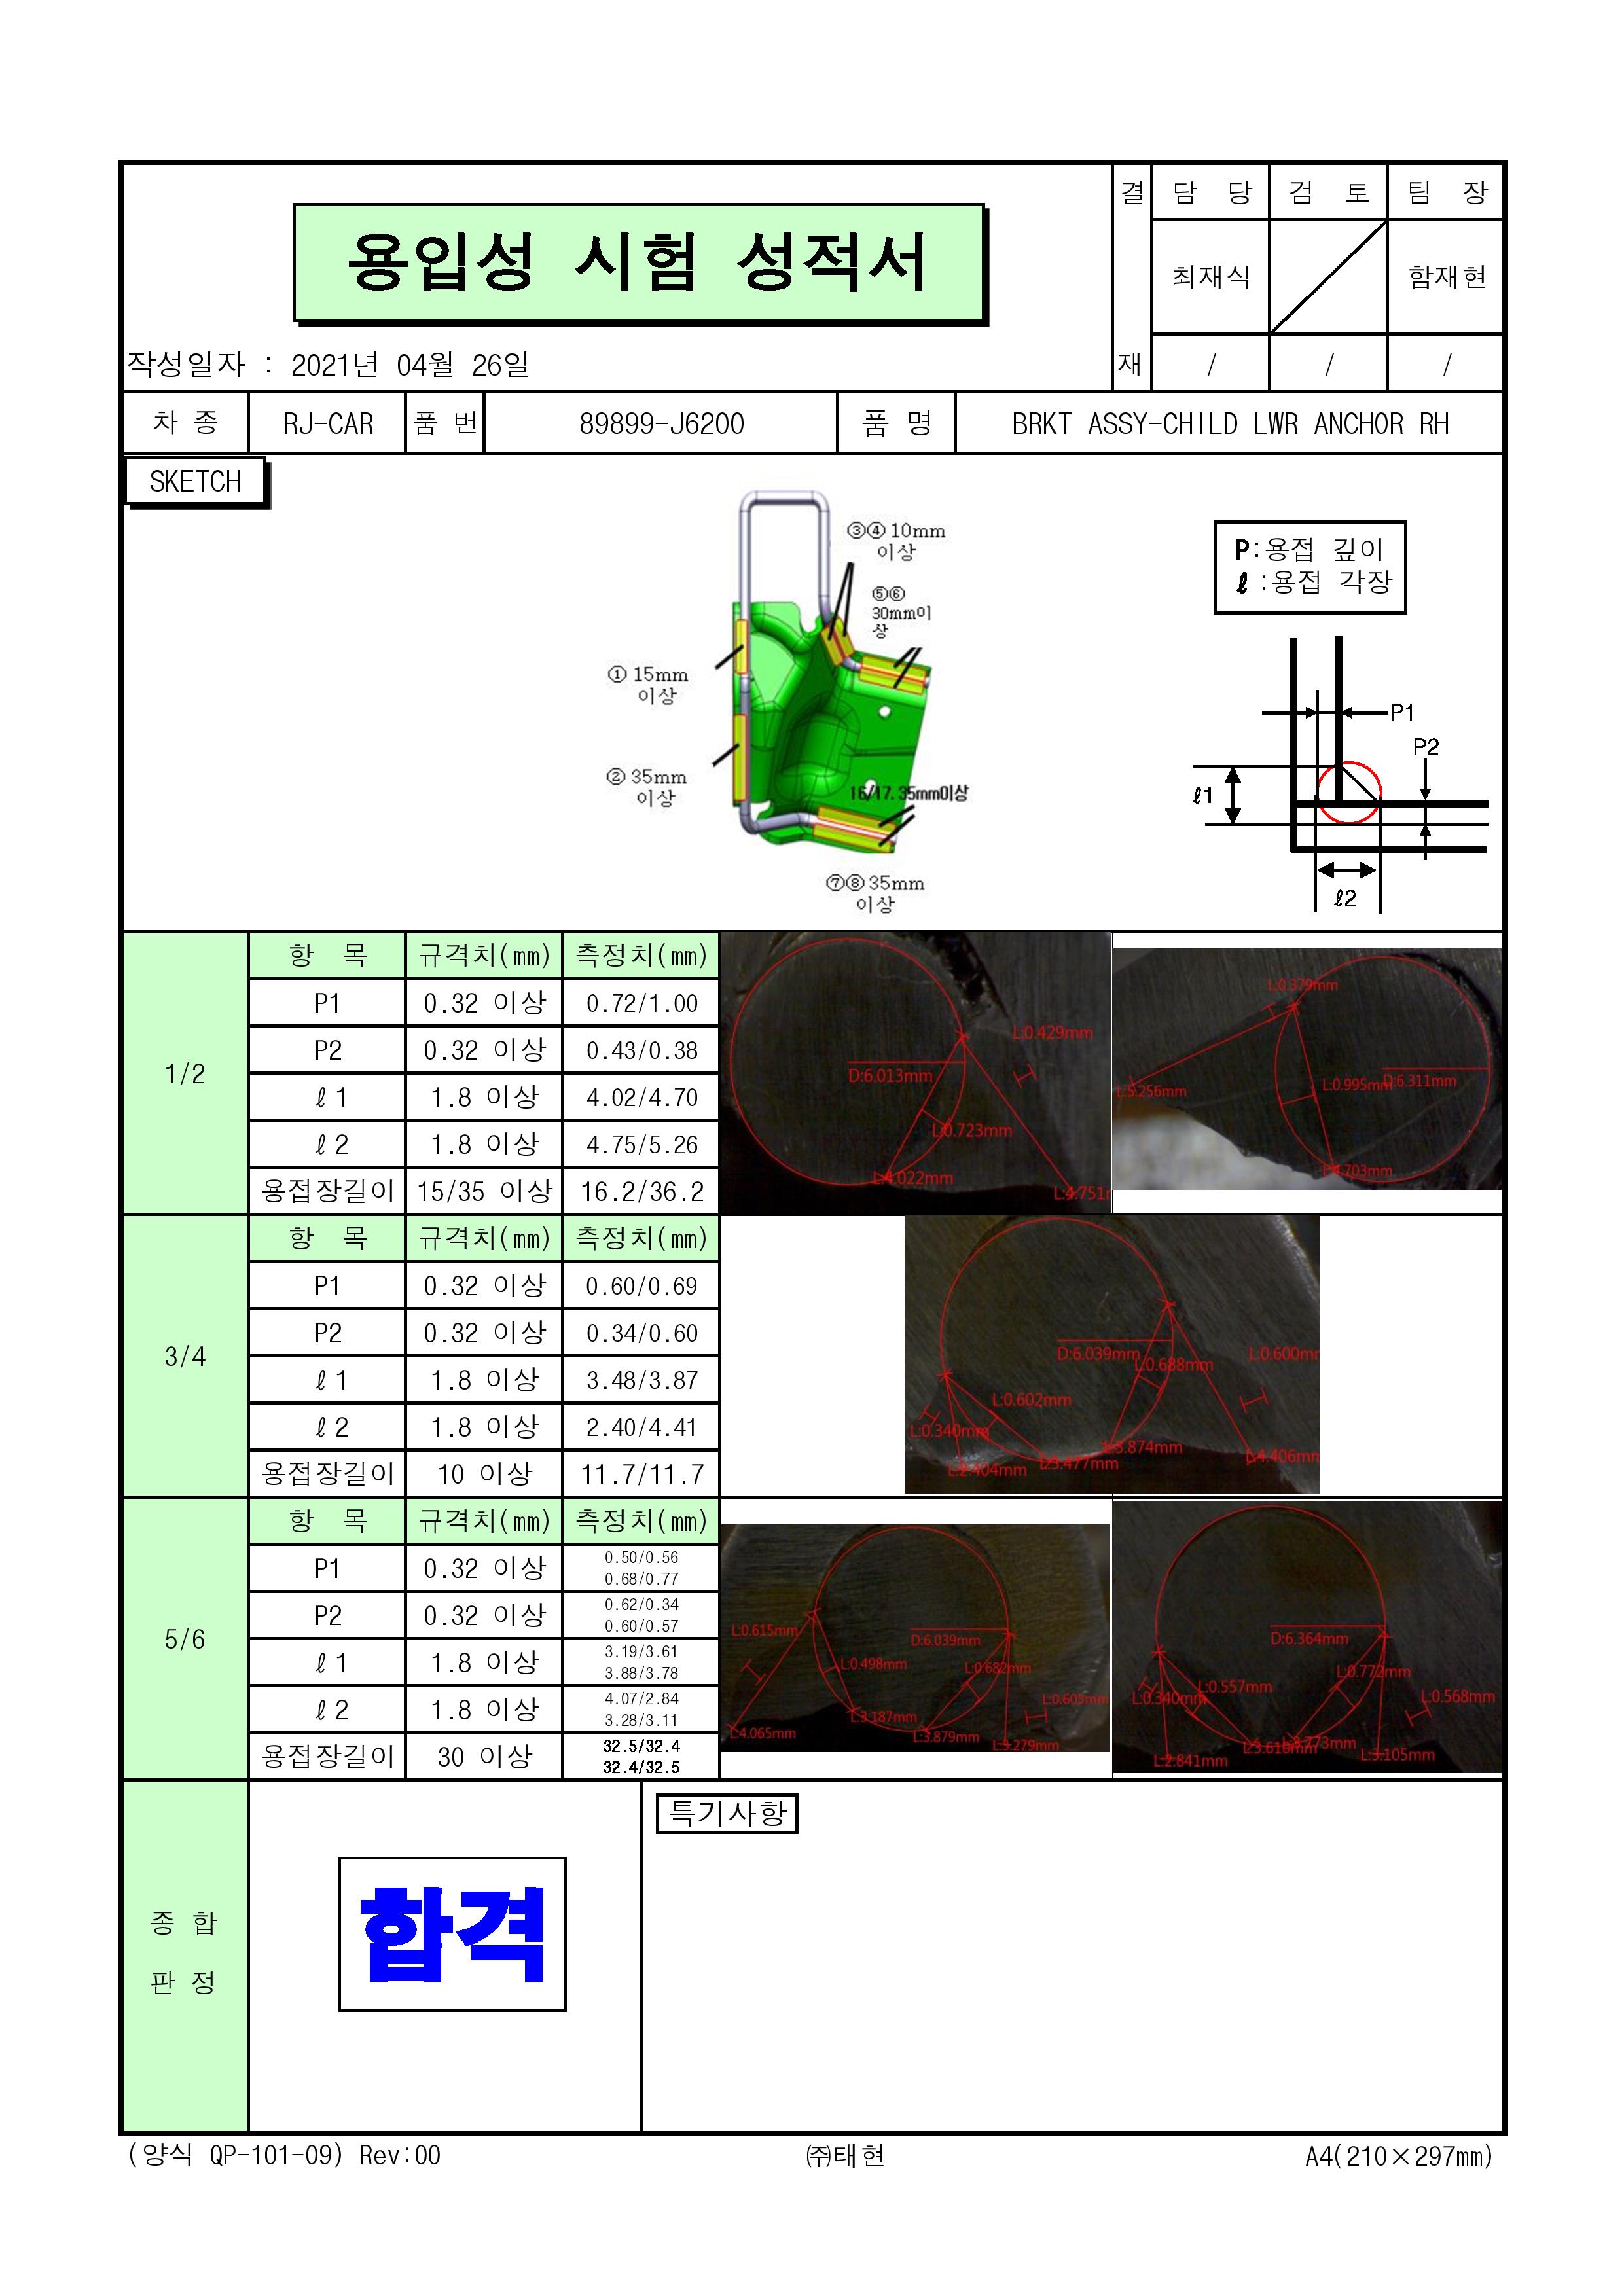 용입성 시험 성적서
결 재
담 당
검 토
팀 장
최재식
함재현
/ / /
작성일자 : 2021년 04월 26일
차 종 RJ-CAR 품 번 89899-J6200 품 명 BRKT ASSY-CHILD LWR ANCHOR RH
SKETCH
③④ 10mm
이상
⑤⑥
30mm이
상
① 15mm
이상
② 35mm
이상
16/17. 35mm이상
⑦⑧ 35mm
이상
P:용접 깊이
ℓ :용접 각장
P1
P2
ℓ1
ℓ2
1/2
항 목 규격치(㎜) 측정치(㎜)
P1 0.32 이상 0.72/1.00
P2 0.32 이상 0.43/0.38
ℓ1 1.8 이상 4.02/4.70
ℓ2 1.8 이상 4.75/5.26
용접장길이 15/35 이상 16.2/36.2
L:0.429mm
D:6.013mm
L:0.723mm
L:4.022mm
L:4.751m
L:0.379mm
L:5.256mm
L:0.995mm
D:6.311mm
L:4.703mm
3/4
항 목 규격치(㎜) 측정치(㎜)
P1 0.32 이상 0.60/0.69
P2 0.32 이상 0.34/0.60
ℓ1 1.8 이상 3.48/3.87
ℓ2 1.8 이상 2.40/4.41
용접장길이 10 이상 11.7/11.7
D:6.039mm
L:0.688mm
L:0.600mm
L:0.602mm
L:0.340mm
L:2.404mm
L:3.477mm
L:3.874mm
L:4.406mm
5/6
항 목 규격치(㎜) 측정치(㎜)
P1 0.32 이상 0.50/0.56
0.68/0.77
P2 0.32 이상 0.62/0.34
0.60/0.57
ℓ1 1.8 이상 3.19/3.61
3.88/3.78
ℓ2 1.8 이상 4.07/2.84
3.28/3.11
용접장길이 30 이상 32.5/32.4
32.4/32.5
L:0.615mm
D:6.039mm
L:0.498mm
L:0.682mm
L:0.605mm
L:3.187mm
L:4.065mm
L:3.879mm
L:3.279mm
D:6.364mm
L:0.772mm
L:0.557mm
L:0.340mm
L:0.568mm
L:2.841mm
L:3.105mm
종 합
판 정
합격
특기사항
(양식 QP-101-09) Rev:00
㈜태현
A4(210×297㎜)